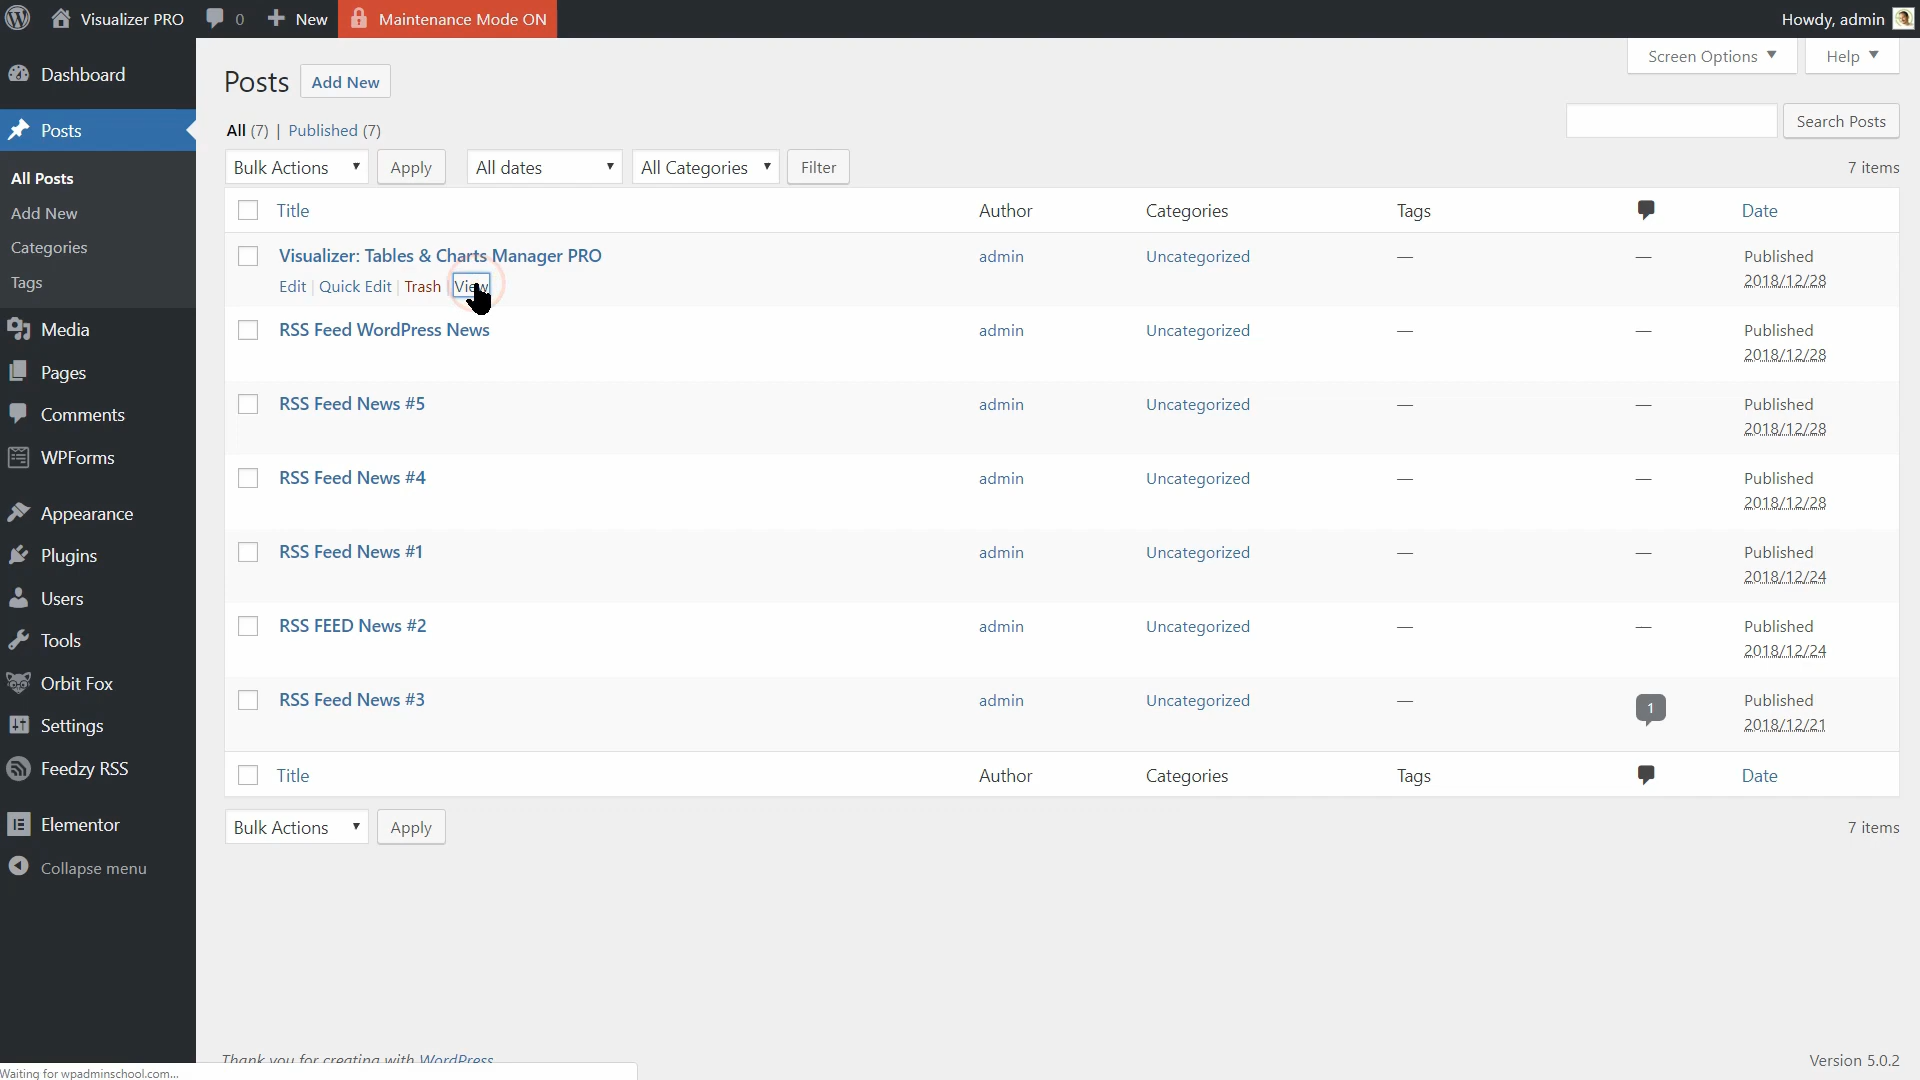 Visualizer PRO 0 New Maintenance Mode ON Howdy, admin
Screen Options Help
Dashboard
Posts
All Posts
Add New
Categories
Tags
Media
Pages
Comments
WPForms
Appearance
Plugins
Users
Tools
Orbit Fox
Settings
Feedzy RSS
Elementor
Collapse menu
Posts Add New
All (7) | Published (7)
Search Posts
Bulk Actions Apply All dates All Categories Filter 7 items
Title Author Categories Tags Date
Visualizer: Tables & Charts Manager PRO admin Uncategorized — — Published
2018/12/28
Edit | Quick Edit | Trash | View
RSS Feed WordPress News admin Uncategorized — — Published
2018/12/28
RSS Feed News #5 admin Uncategorized — — Published
2018/12/28
RSS Feed News #4 admin Uncategorized — — Published
2018/12/28
RSS Feed News #1 admin Uncategorized — — Published
2018/12/24
RSS FEED News #2 admin Uncategorized — — Published
2018/12/24
RSS Feed News #3 admin Uncategorized — 1 Published
2018/12/21
Title Author Categories Tags Date
Bulk Actions Apply 7 items
Thank you for creating with WordPress Version 5.0.2
Waiting for wpadminschool.com...